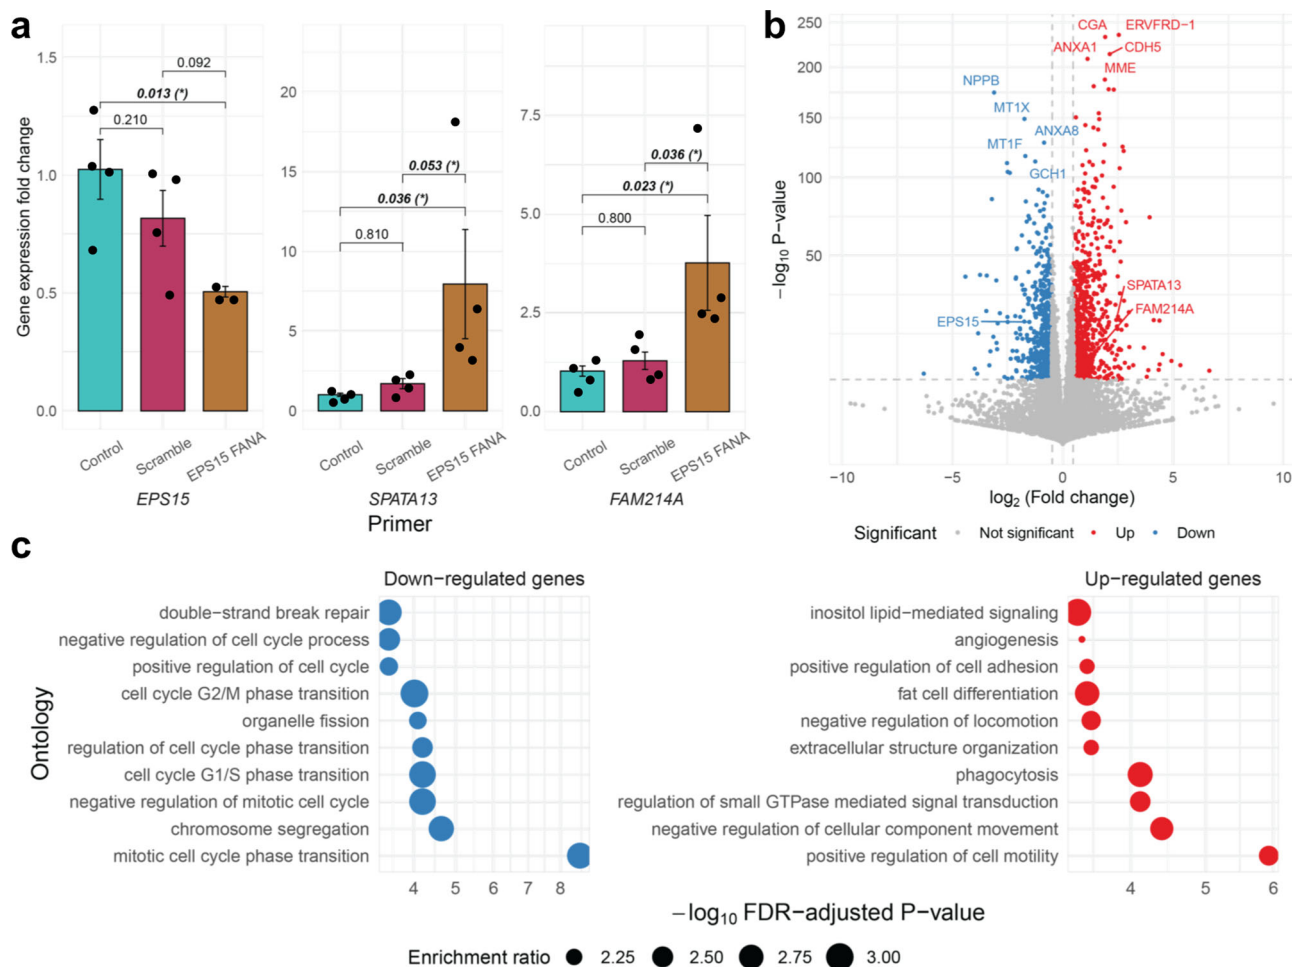 a
Gene expression fold change
1.5
1.0
0.5
0.0
0.092
0.013 (*)
0.210
Control
Scramble
EPS15 FANA
EPS15
20
15
10
5
0
0.053 (*)
0.036 (*)
0.810
Control
Scramble
EPS15 FANA
SPATA13
7.5
5.0
2.5
0.0
0.036 (*)
0.023 (*)
0.800
Control
Scramble
EPS15 FANA
FAM214A
Primer
b
−log10 P−value
250
200
150
100
50
CGA
ERVFRD−1
ANXA1
CDH5
MME
NPPB
MT1X
ANXA8
MT1F
GCH1
SPATA13
FAM214A
EPS15
−10
−5
0
5
10
log2 (Fold change)
Significant Not significant Up Down
c
Ontology
Down−regulated genes
double−strand break repair
negative regulation of cell cycle process
positive regulation of cell cycle
cell cycle G2/M phase transition
organelle fission
regulation of cell cycle phase transition
cell cycle G1/S phase transition
negative regulation of mitotic cell cycle
chromosome segregation
mitotic cell cycle phase transition
4 5 6 7 8
Up−regulated genes
inositol lipid−mediated signaling
angiogenesis
positive regulation of cell adhesion
fat cell differentiation
negative regulation of locomotion
extracellular structure organization
phagocytosis
regulation of small GTPase mediated signal transduction
negative regulation of cellular component movement
positive regulation of cell motility
4 5 6
−log10 FDR−adjusted P−value
Enrichment ratio 2.25 2.50 2.75 3.00